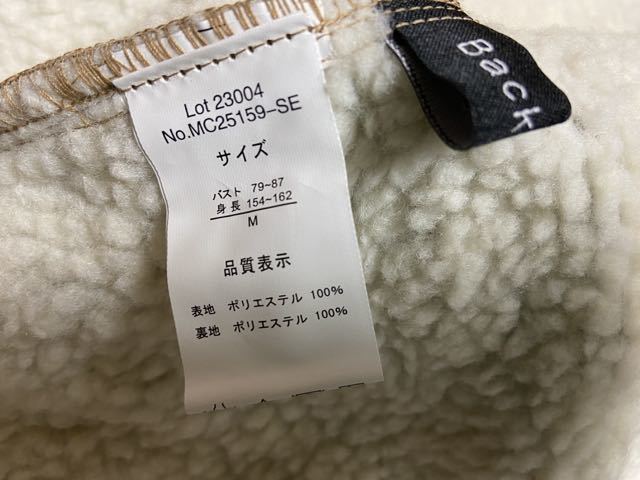 Lot 23004
No.MC25159-SE
サイズ
バスト 79~87
身長 154~162
M
品質表示
表地 ポリエステル 100%
裏地 ポリエステル 100%
Back